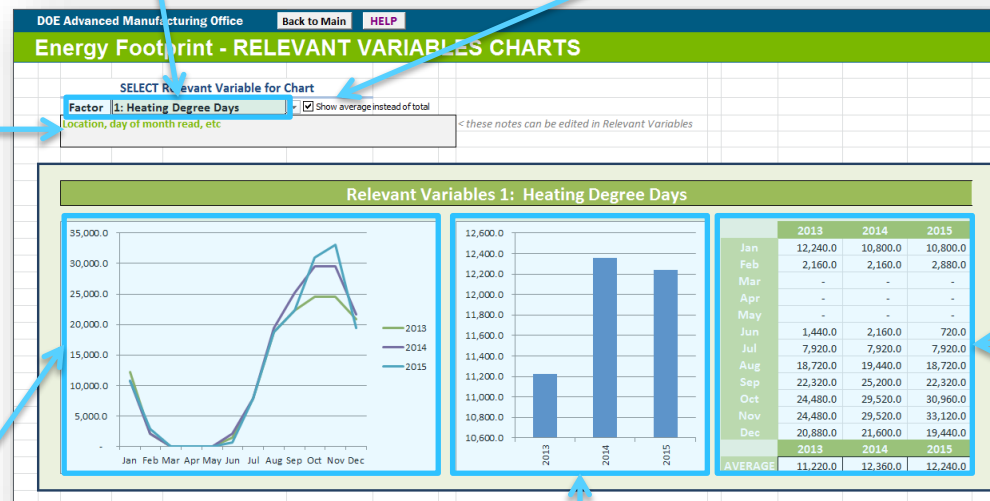 DOE Advanced Manufacturing Office Back to Main HELP
Energy Footprint - RELEVANT VARIABLES CHARTS
SELECT Relevant Variable for Chart
Factor 1: Heating Degree Days Show average instead of total
Location, day of month read, etc < these notes can be edited in Relevant Variables
Relevant Variables 1: Heating Degree Days
35,000.0
30,000.0
25,000.0
20,000.0
15,000.0
10,000.0
5,000.0
-
Jan Feb Mar Apr May Jun Jul Aug Sep Oct Nov Dec
2013
2014
2015
12,600.0
12,400.0
12,200.0
12,000.0
11,800.0
11,600.0
11,400.0
11,200.0
11,000.0
10,800.0
10,600.0
2013 2014 2015
2013 2014 2015
Jan 12,240.0 10,800.0 10,800.0
Feb 2,160.0 2,160.0 2,880.0
Mar - - -
Apr - - -
May - - -
Jun 1,440.0 2,160.0 720.0
Jul 7,920.0 7,920.0 7,920.0
Aug 18,720.0 19,440.0 18,720.0
Sep 22,320.0 25,200.0 22,320.0
Oct 24,480.0 29,520.0 30,960.0
Nov 24,480.0 29,520.0 33,120.0
Dec 20,880.0 21,600.0 19,440.0
2013 2014 2015
AVERAGE 11,220.0 12,360.0 12,240.0